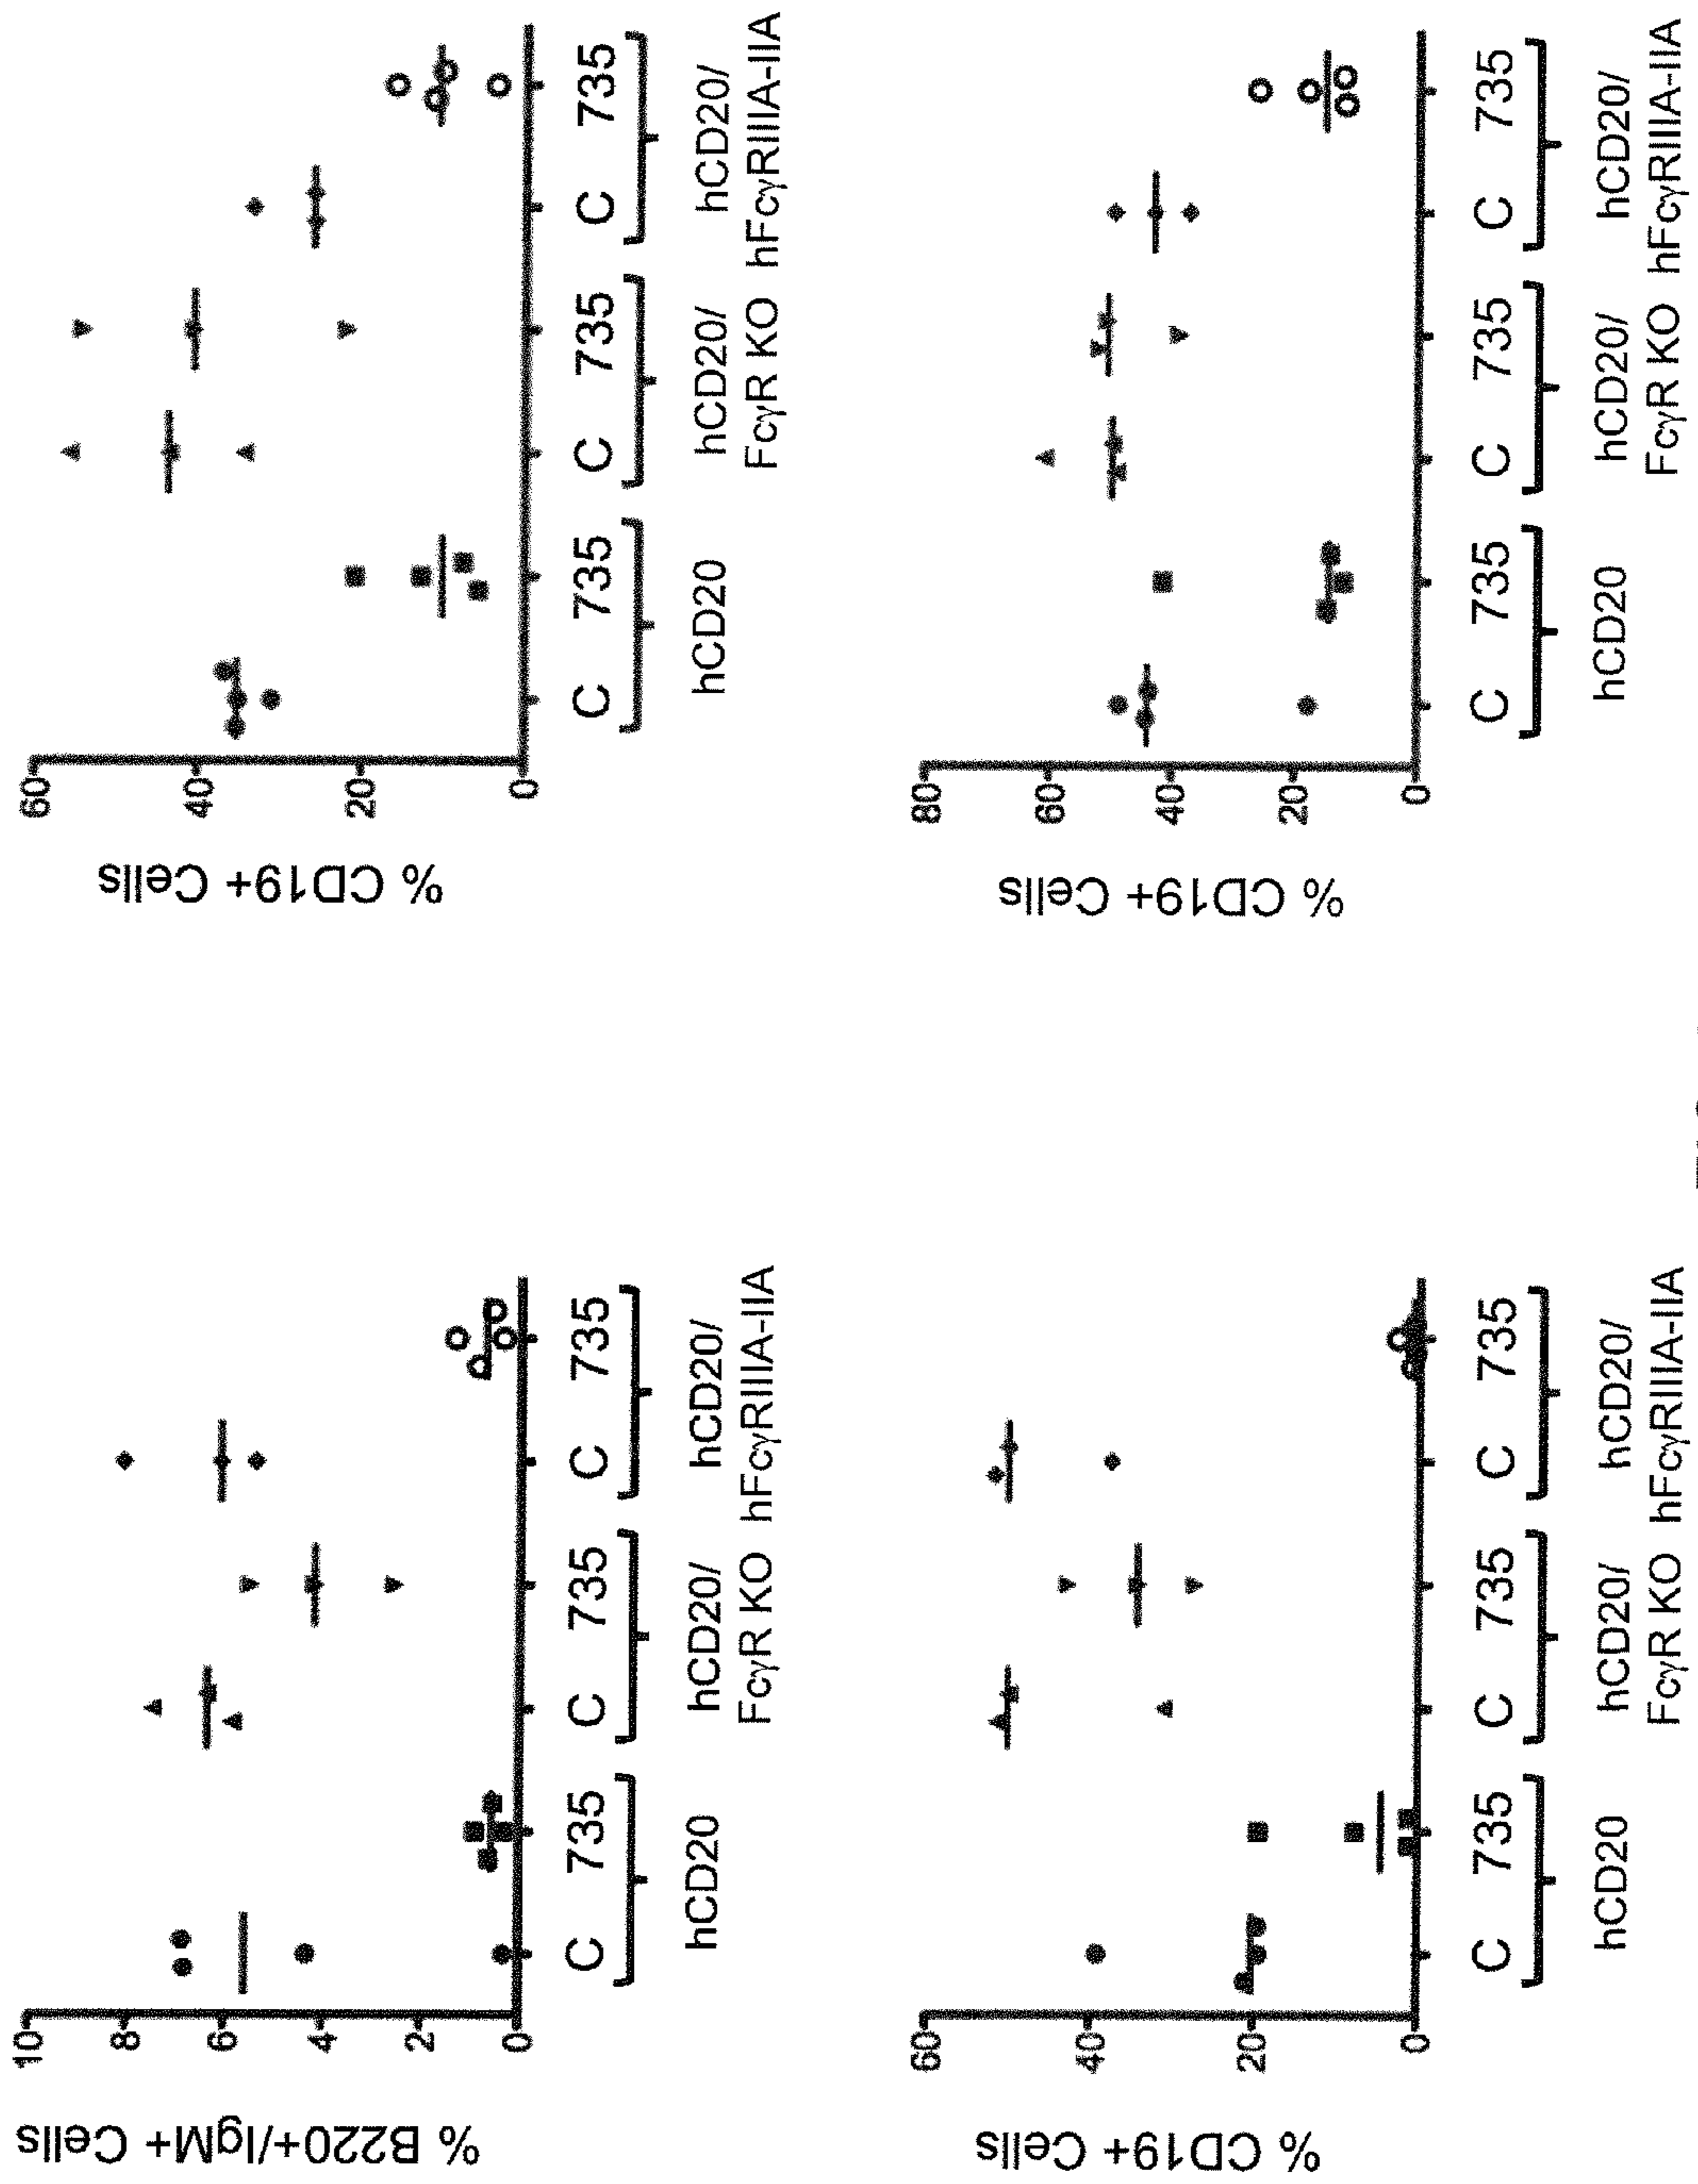 % B220+/IgM+ Cells
10
8
6
4
2
0
C 735 C 735 C 735
hCD20 hCD20/ hCD20/
FcγR KO hFcγRIIIA-IIA
% CD19+ Cells
60
40
20
0
C 735 C 735 C 735
hCD20 hCD20/ hCD20/
FcγR KO hFcγRIIIA-IIA
% CD19+ Cells
60
40
20
0
C 735 C 735 C 735
hCD20 hCD20/ hCD20/
FcγR KO hFcγRIIIA-IIA
% CD19+ Cells
80
60
40
20
0
C 735 C 735 C 735
hCD20 hCD20/ hCD20/
FcγR KO hFcγRIIIA-IIA